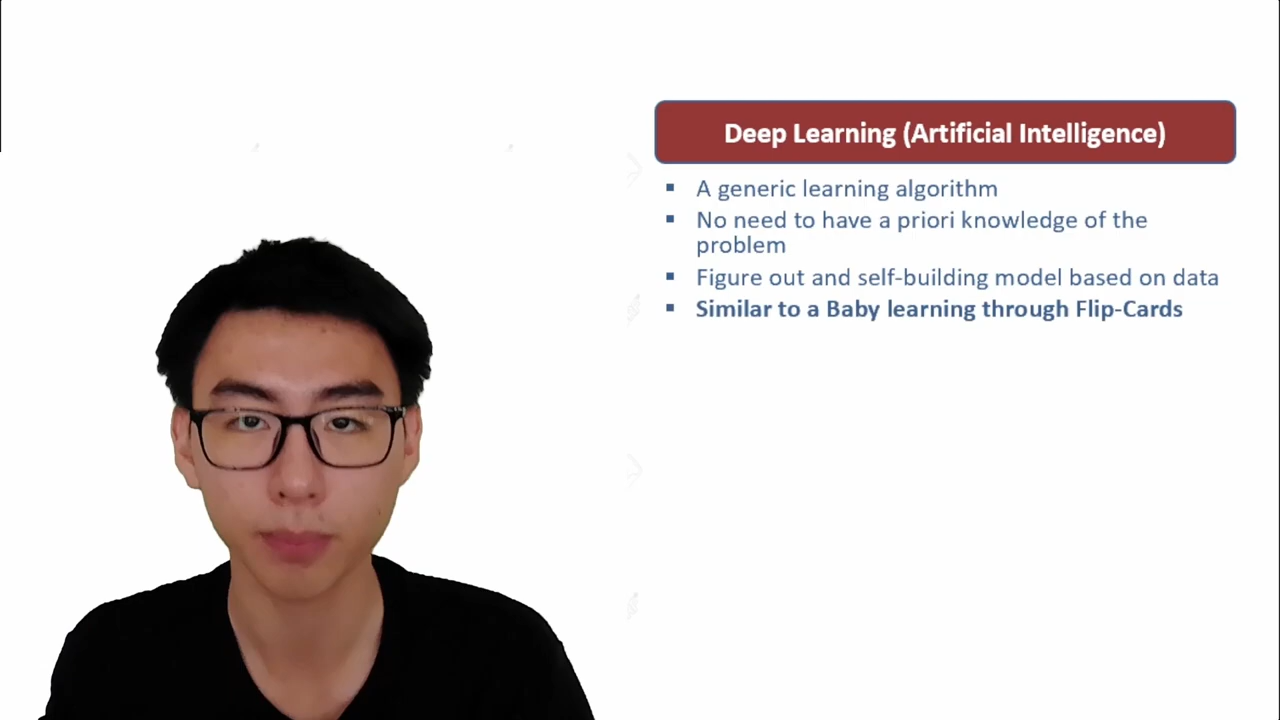 Deep Learning (Artificial Intelligence)
▪ A generic learning algorithm
▪ No need to have a priori knowledge of the
problem
▪ Figure out and self-building model based on data
▪ Similar to a Baby learning through Flip-Cards